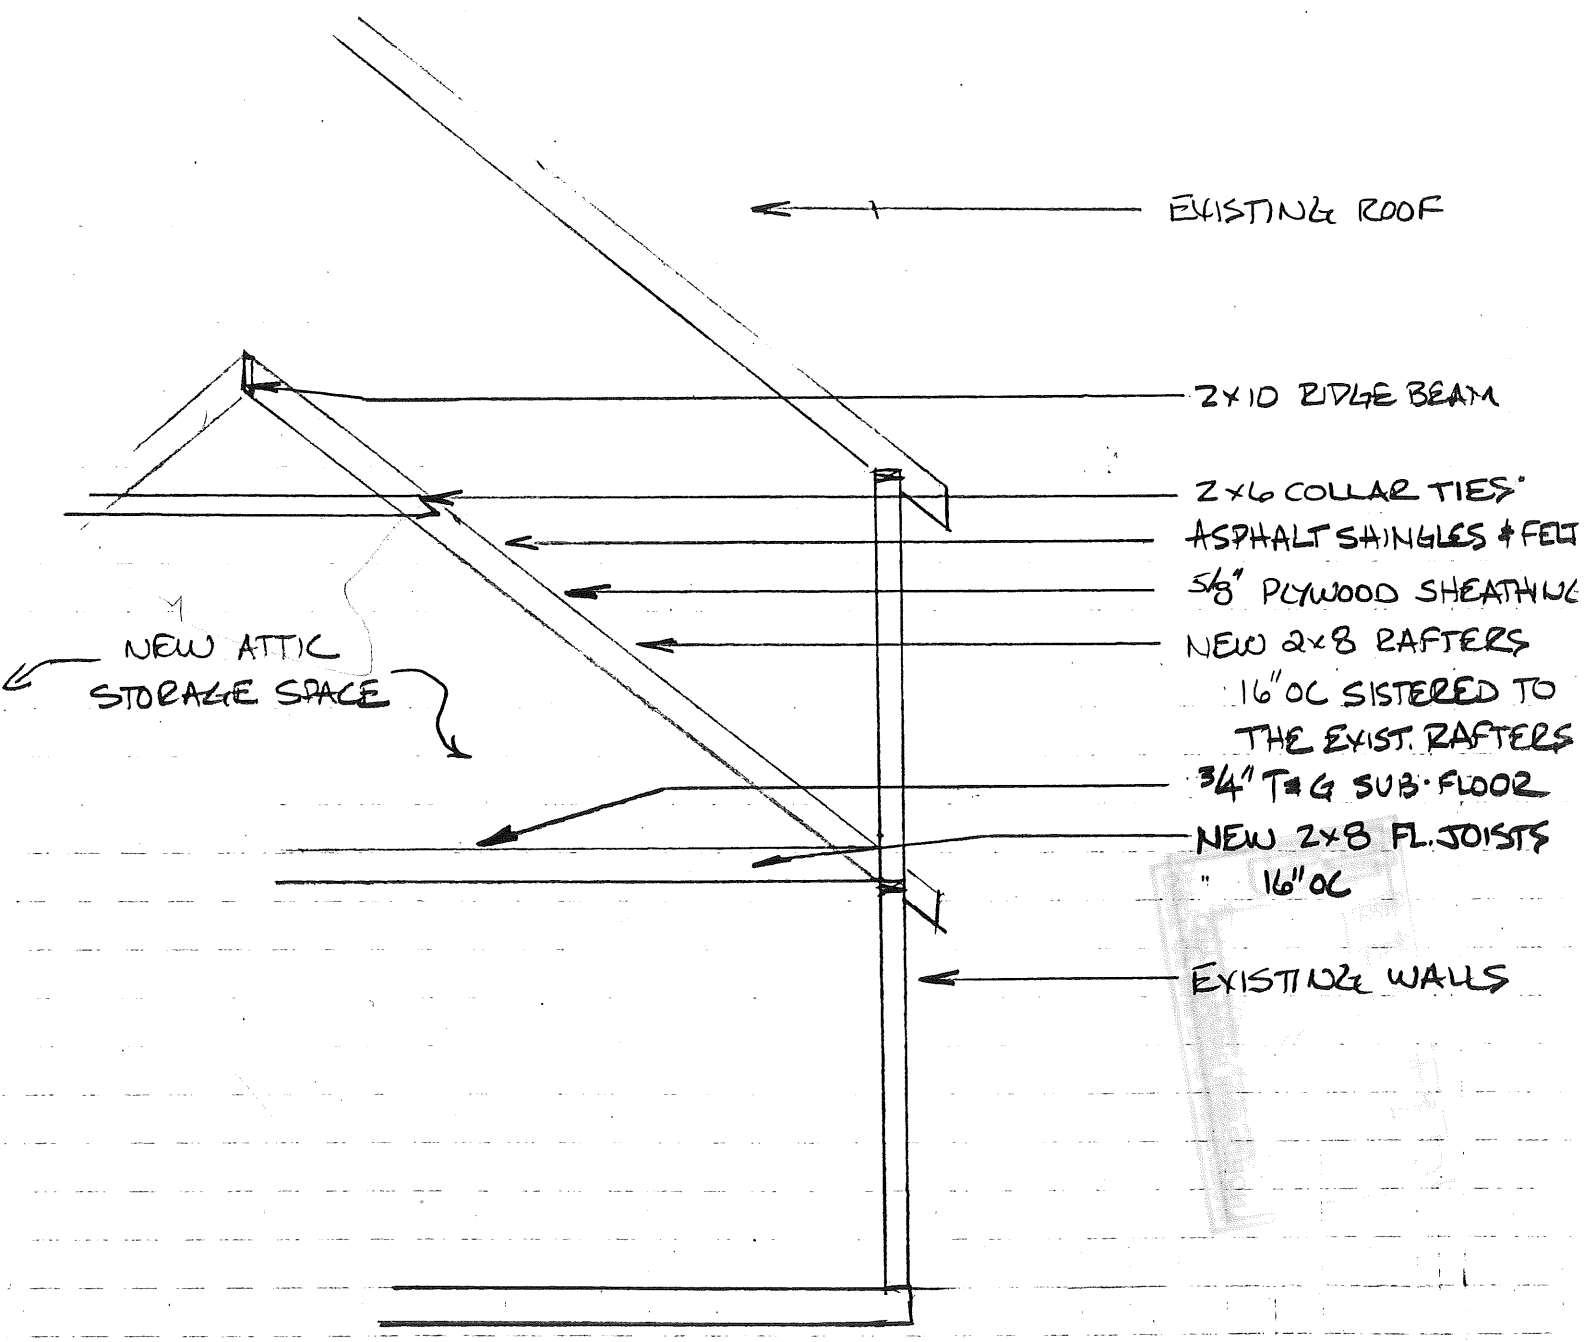 EXISTING ROOF
2x10 RIDGE BEAM
2x6 COLLAR TIES
ASPHALT SHINGLES & FELT
5/8" PLYWOOD SHEATHING
NEW ATTIC
STORAGE SPACE
NEW 2x8 RAFTERS
16" OC SISTERED TO
THE EXIST. RAFTERS
3/4" T&G SUB·FLOOR
NEW 2x8 FL. JOISTS
" 16" OC
EXISTING WALLS